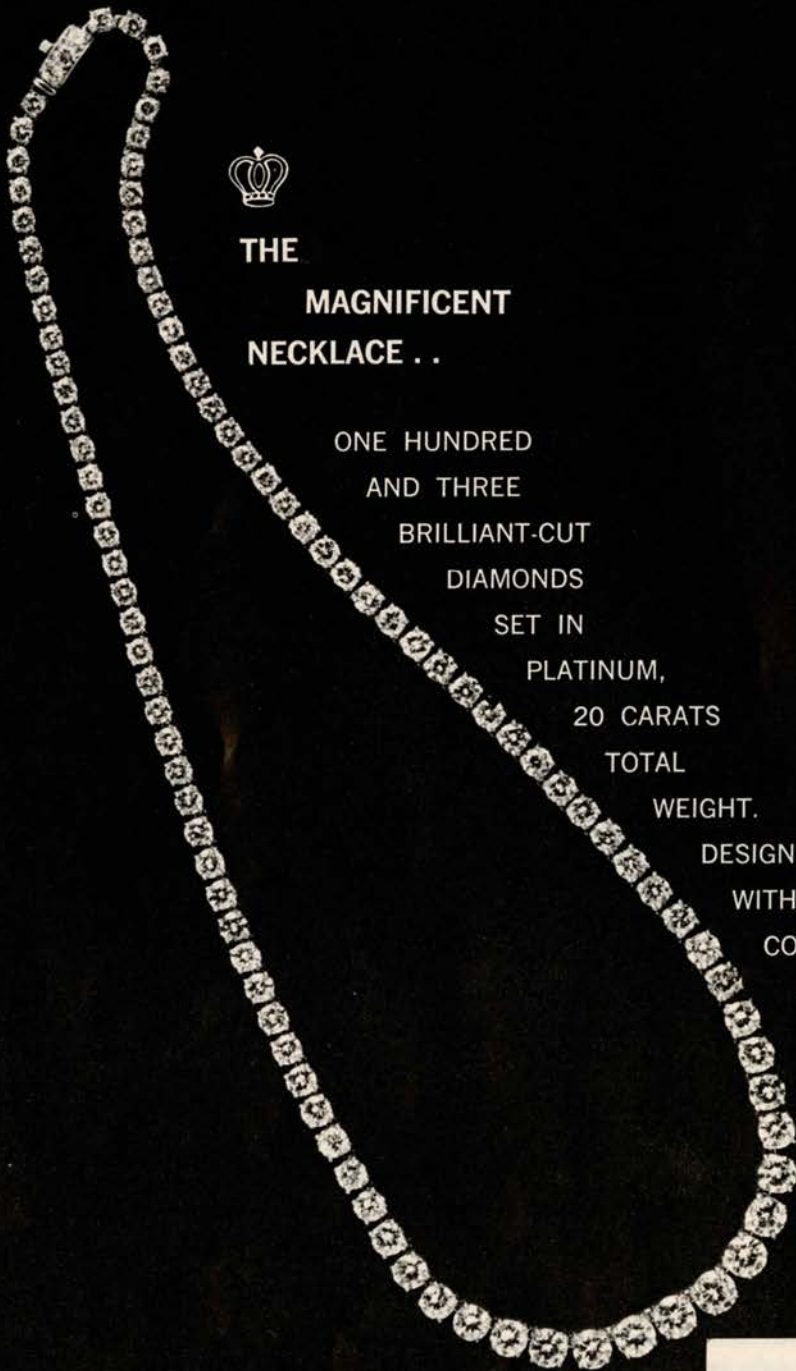 THE
MAGNIFICENT
NECKLACE . .
ONE HUNDRED
AND THREE
BRILLIANT-CUT
DIAMONDS
SET IN
PLATINUM,
20 CARATS
TOTAL
WEIGHT.
DESIGN
WITH
CO